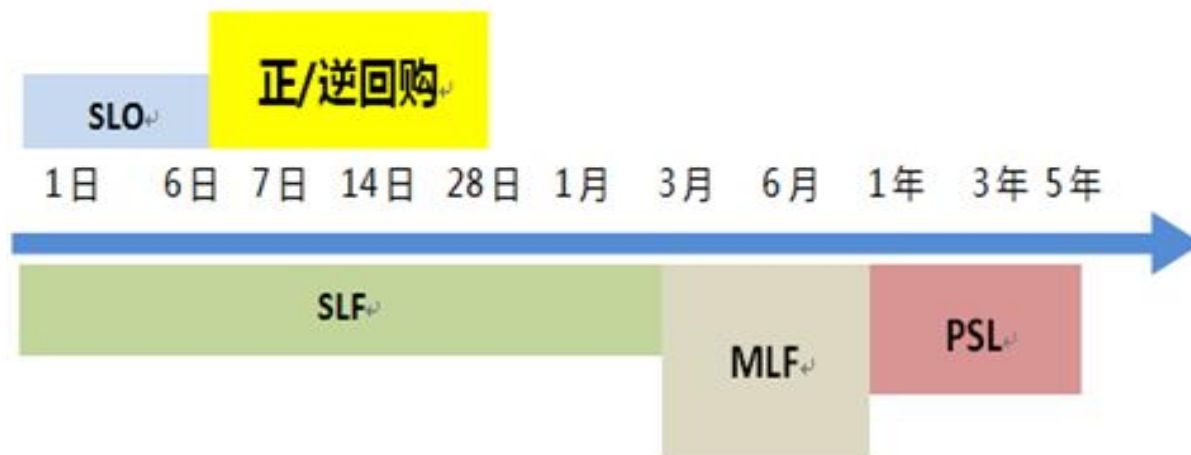 正/逆回购
SLO
1日 6日 7日 14日 28日 1月 3月 6月 1年 3年 5年
SLF
MLF
PSL